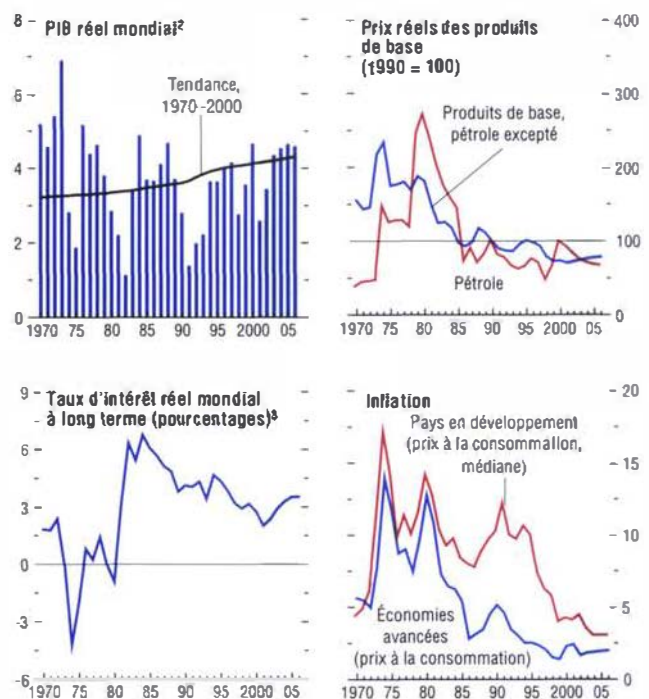 PIB réel mondial²
Tendance,
1970-2000
8
6
4
2
0
1970 75 80 85 90 95 2000 05
Prix réels des produits
de base
(1990 = 100)
Produits de base,
pétrole excepté
Pétrole
400
300
200
100
0
1970 75 80 85 90 95 2000 05
Taux d'intérêt réel mondial
à long terme (pourcentages)³
9
6
3
0
-3
-6
1970 75 80 85 90 95 2000 05
Inflation
Pays en développement
(prix à la consommation,
médiane)
Économies
avancées
(prix à la consommation)
20
15
10
5
0
1970 75 80 85 90 95 2000 05